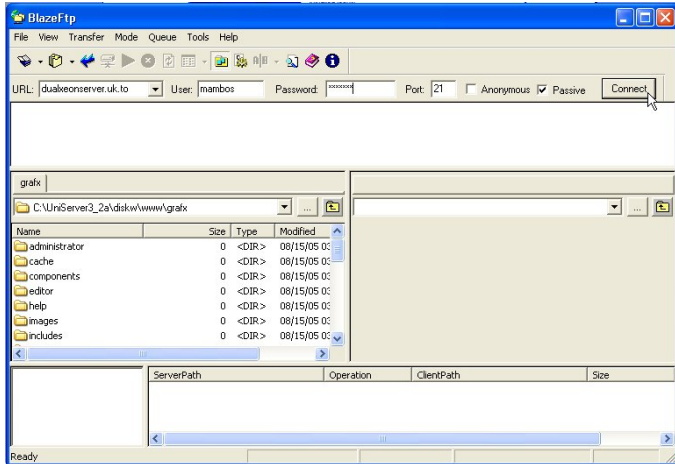 BlazeFtp
File View Transfer Mode Queue Tools Help
URL: dualxeonserver.uk.to User: mambos Password: xxxxxxx Port: 21 Anonymous Passive Connect
grafx
C:\UniServer3_2a\diskw\www\grafx ... ...
Name Size Type Modified
administrator 0 <DIR> 08/15/05 03
cache 0 <DIR> 08/15/05 03
components 0 <DIR> 08/15/05 03
editor 0 <DIR> 08/15/05 03
help 0 <DIR> 08/15/05 03
images 0 <DIR> 08/15/05 03
includes 0 <DIR> 08/15/05 03
ServerPath Operation ClientPath Size
Ready